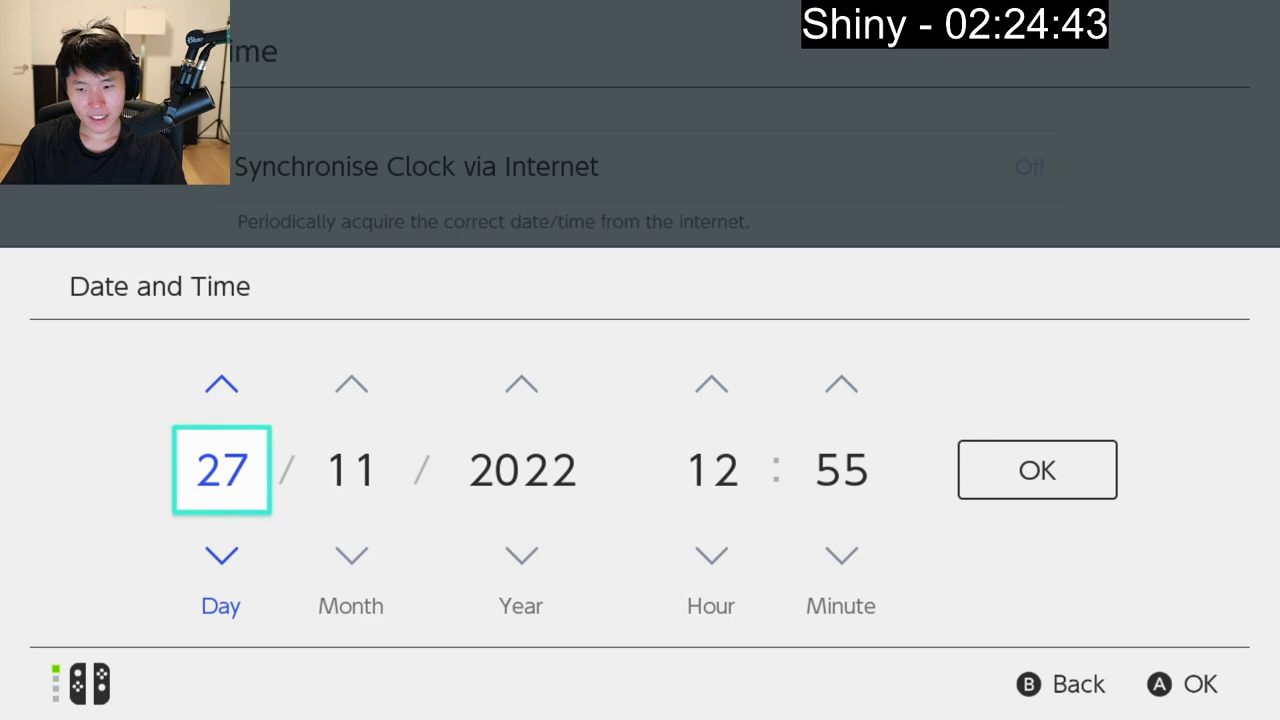 Shiny - 02:24:43
ime
Synchronise Clock via Internet Off
Periodically acquire the correct date/time from the internet.
Date and Time
27 / 11 / 2022 12 : 55 OK
Day Month Year Hour Minute
B Back A OK